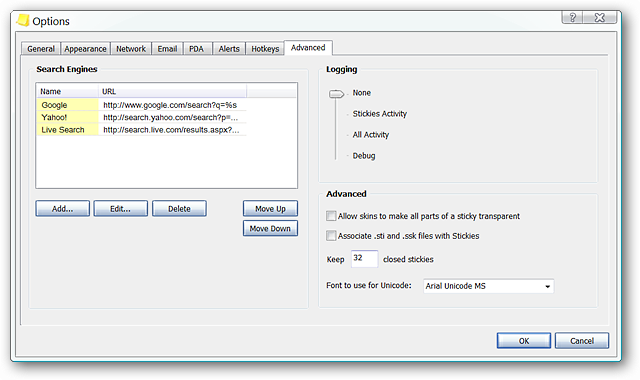 Options
General Appearance Network Email PDA Alerts Hotkeys Advanced
Search Engines
Name URL
Google http://www.google.com/search?q=%s
Yahoo! http://search.yahoo.com/search?p=...
Live Search http://search.live.com/results.aspx?...
Add... Edit... Delete Move Up
Move Down
Logging
None
Stickies Activity
All Activity
Debug
Advanced
Allow skins to make all parts of a sticky transparent
Associate .sti and .ssk files with Stickies
Keep 32 closed stickies
Font to use for Unicode: Arial Unicode MS
OK Cancel